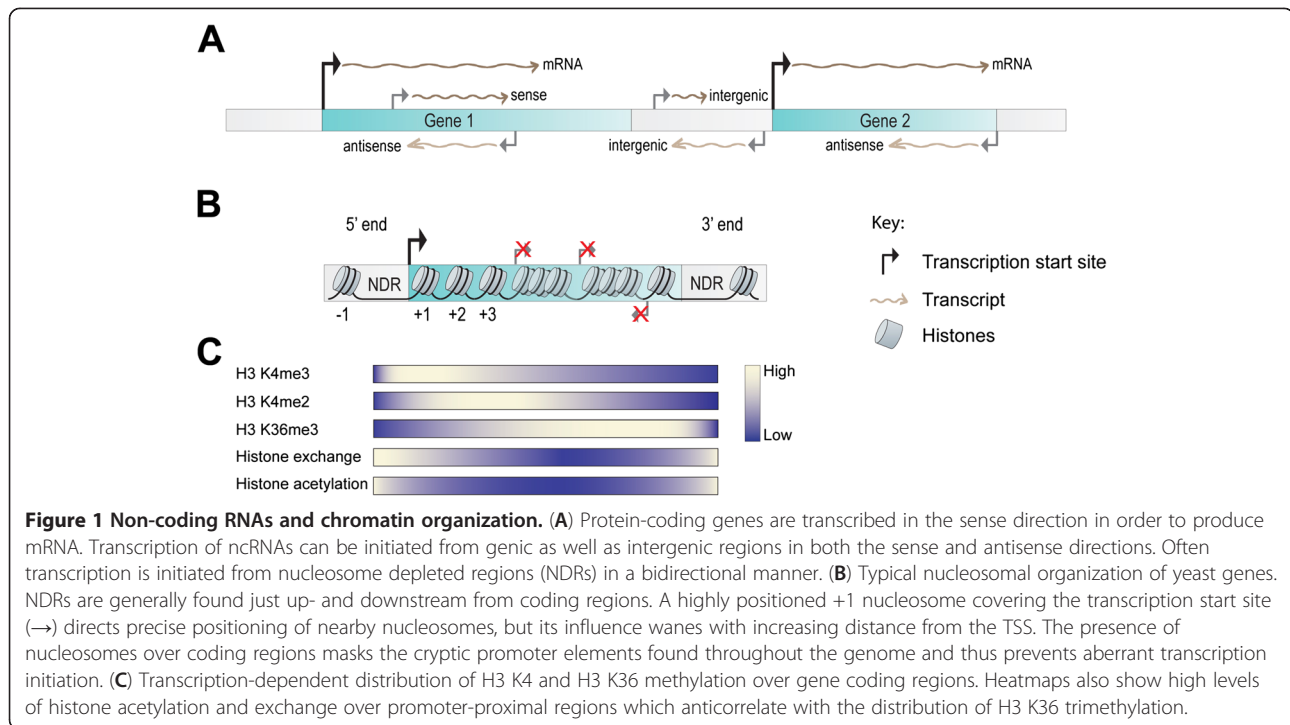 A
mRNA
mRNA
sense
intergenic
Gene 1
Gene 2
antisense
intergenic
antisense
B
5’ end
3’ end
Key:
Transcription start site
NDR
NDR
Transcript
-1
+1
+2
+3
Histones
C
H3 K4me3
High
H3 K4me2
H3 K36me3
Low
Histone exchange
Histone acetylation
Figure 1 Non-coding RNAs and chromatin organization. (A) Protein-coding genes are transcribed in the sense direction in order to produce
mRNA. Transcription of ncRNAs can be initiated from genic as well as intergenic regions in both the sense and antisense directions. Often
transcription is initiated from nucleosome depleted regions (NDRs) in a bidirectional manner. (B) Typical nucleosomal organization of yeast genes.
NDRs are generally found just up- and downstream from coding regions. A highly positioned +1 nucleosome covering the transcription start site
(→) directs precise positioning of nearby nucleosomes, but its influence wanes with increasing distance from the TSS. The presence of
nucleosomes over coding regions masks the cryptic promoter elements found throughout the genome and thus prevents aberrant transcription
initiation. (C) Transcription-dependent distribution of H3 K4 and H3 K36 methylation over gene coding regions. Heatmaps also show high levels
of histone acetylation and exchange over promoter-proximal regions which anticorrelate with the distribution of H3 K36 trimethylation.